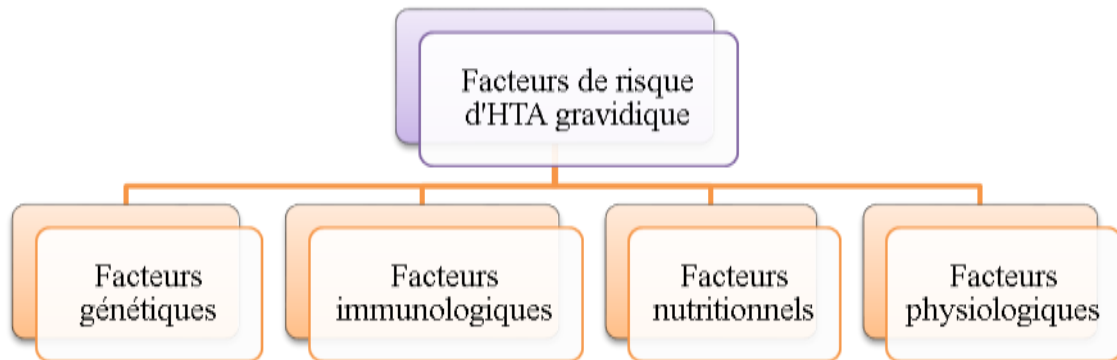 Facteurs de risque
d'HTA gravidique
Facteurs
génétiques
Facteurs
immunologiques
Facteurs
nutritionnels
Facteurs
physiologiques